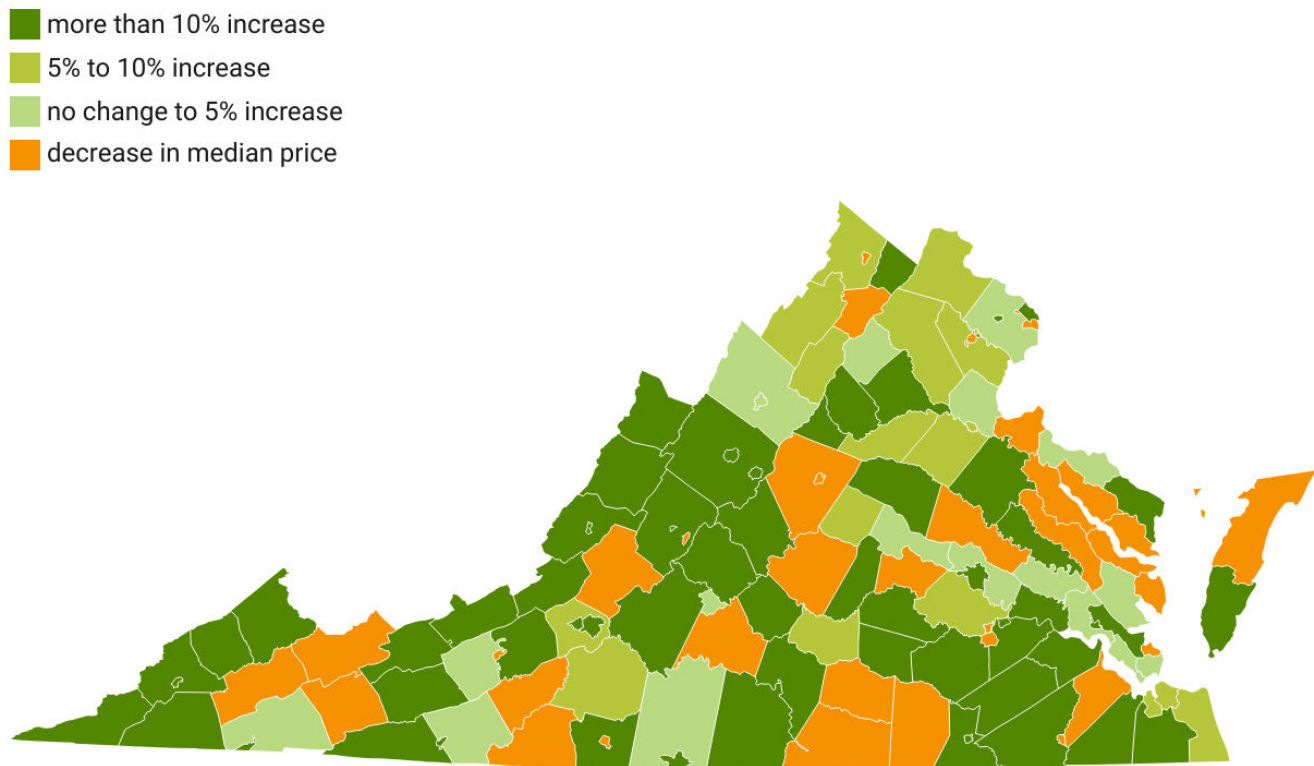 more than 10% increase
5% to 10% increase
no change to 5% increase
decrease in median price